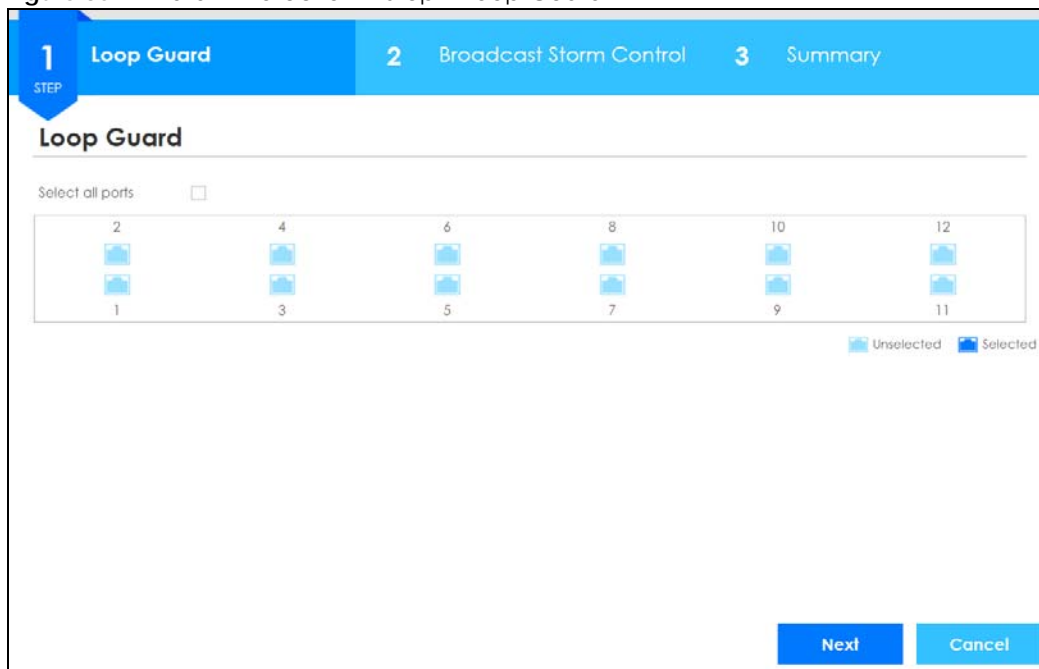 1 Loop Guard 2 Broadcast Storm Control 3 Summary
STEP
Loop Guard
Select all ports
2 4 6 8 10 12
1 3 5 7 9 11
Unselected Selected
Next Cancel